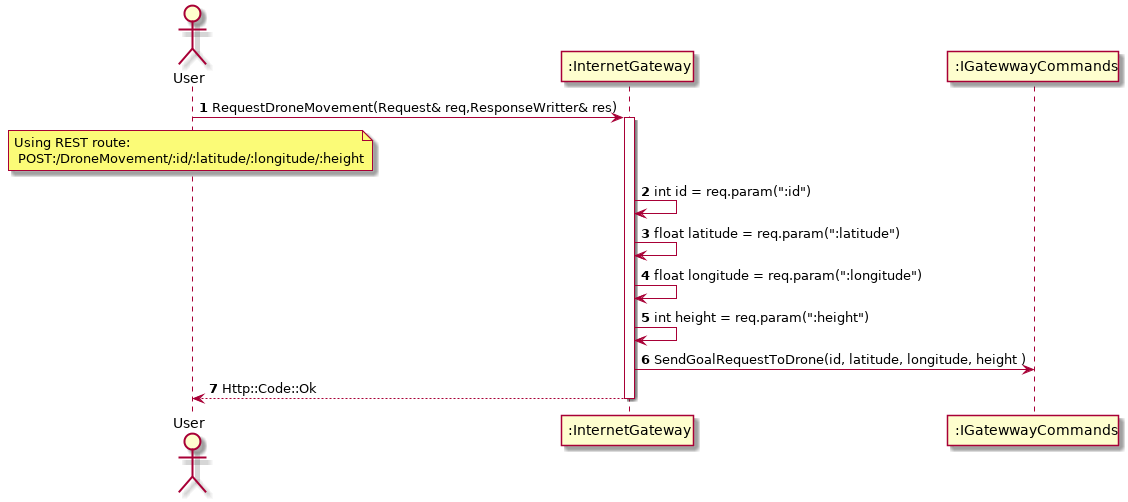 User
:InternetGateway
:IGatewwayCommands
1 RequestDroneMovement(Request& req,ResponseWritter& res)
Using REST route:
POST:/DroneMovement/:id/:latitude/:longitude/:height
2 int id = req.param(":id")
3 float latitude = req.param(":latitude")
4 float longitude = req.param(":longitude")
5 int height = req.param(":height")
6 SendGoalRequestToDrone(id, latitude, longitude, height )
7 Http::Code::Ok
User
:InternetGateway
:IGatewwayCommands